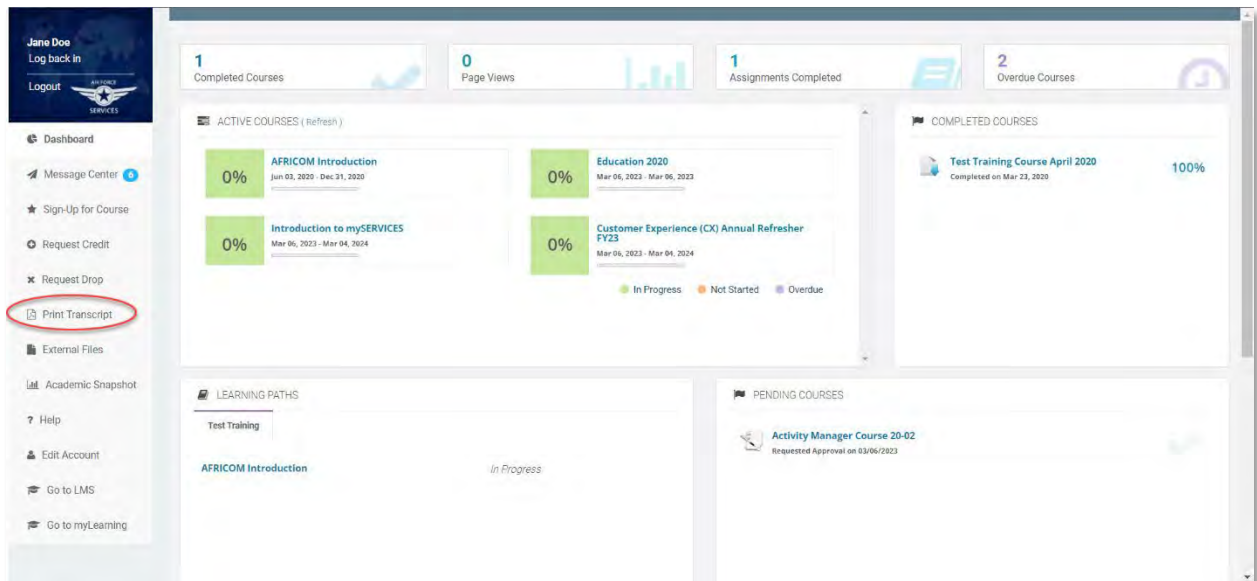 Jane Doe
Log back in
Logout
AIR FORCE
SERVICES
Dashboard
Message Center 6
Sign-Up for Course
Request Credit
Request Drop
Print Transcript
External Files
Academic Snapshot
? Help
Edit Account
Go to LMS
Go to myLearning
1
Completed Courses
0
Page Views
1
Assignments Completed
2
Overdue Courses
ACTIVE COURSES ( Refresh )
0%
AFRICOM Introduction
Jun 03, 2020 - Dec 31, 2020
0%
Education 2020
Mar 06, 2023 - Mar 06, 2023
0%
Introduction to mySERVICES
Mar 06, 2023 - Mar 04, 2024
0%
Customer Experience (CX) Annual Refresher
FY23
Mar 06, 2023 - Mar 04, 2024
In Progress Not Started Overdue
COMPLETED COURSES
Test Training Course April 2020
Completed on Mar 23, 2020
100%
LEARNING PATHS
Test Training
AFRICOM Introduction In Progress
PENDING COURSES
Activity Manager Course 20-02
Requested Approval on 03/06/2023